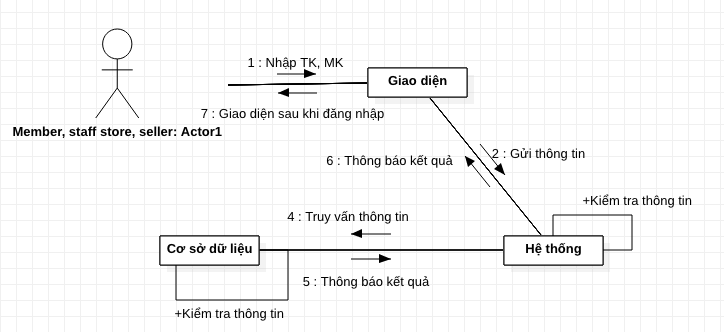 1 : Nhập TK, MK
Giao diện
7 : Giao diện sau khi đăng nhập
Member, staff store, seller: Actor1
2 : Gửi thông tin
6 : Thông báo kết quả
+Kiểm tra thông tin
4 : Truy vấn thông tin
Cơ sở dữ liệu
Hệ thống
5 : Thông báo kết quả
+Kiểm tra thông tin